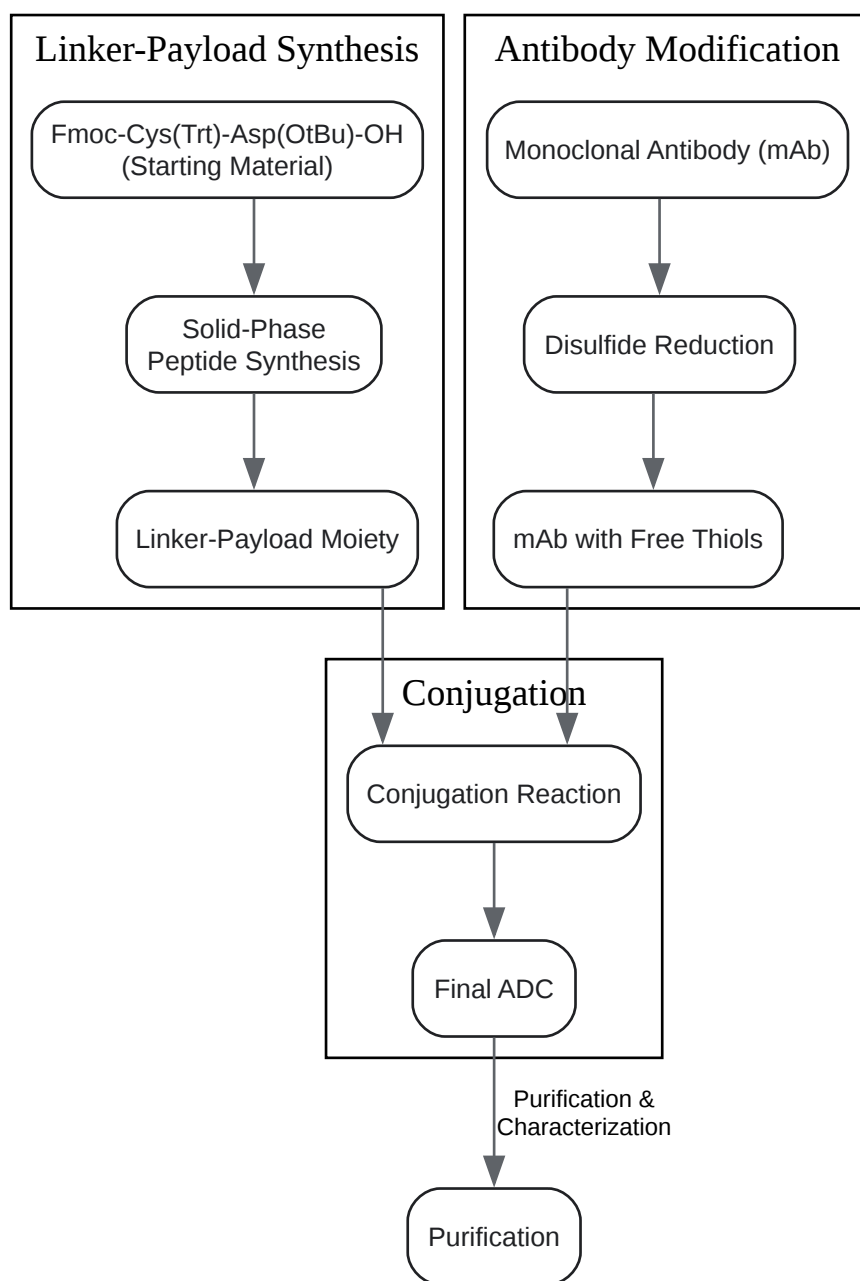 Linker-Payload Synthesis
Fmoc-Cys(Trt)-Asp(OtBu)-OH
(Starting Material)
Solid-Phase
Peptide Synthesis
Linker-Payload Moiety
Antibody Modification
Monoclonal Antibody (mAb)
Disulfide Reduction
mAb with Free Thiols
Conjugation
Conjugation Reaction
Final ADC
Purification &
Characterization
Purification